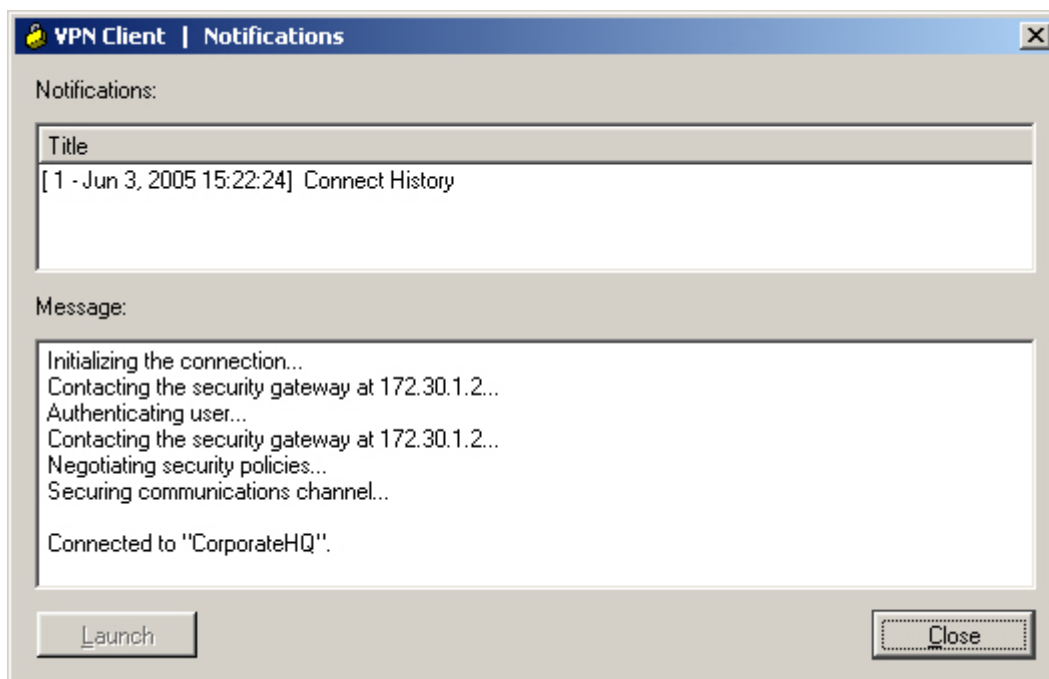 VPN Client | Notifications
Notifications:
Title
[ 1 - Jun 3, 2005 15:22:24] Connect History
Message:
Initializing the connection...
Contacting the security gateway at 172.30.1.2...
Authenticating user...
Contacting the security gateway at 172.30.1.2...
Negotiating security policies...
Securing communications channel...
Connected to "CorporateHQ".
Launch
Close